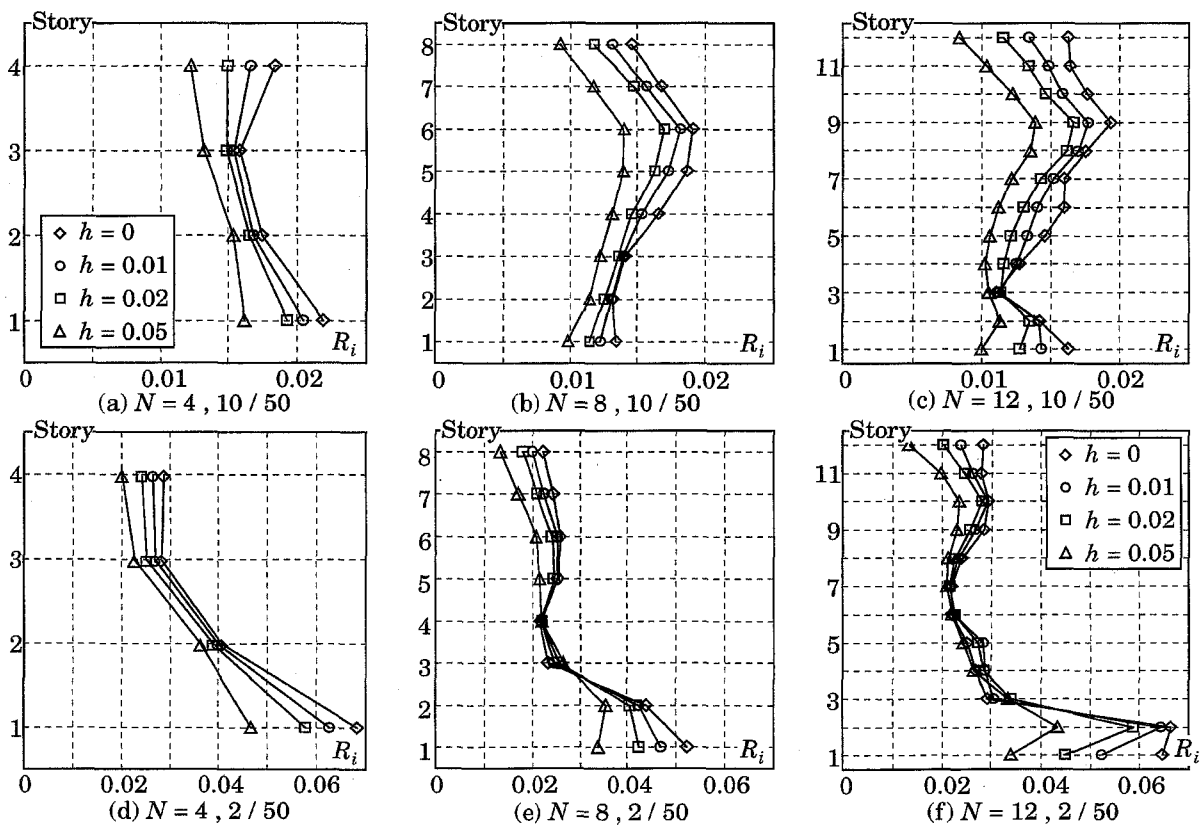 Story
4
3
2
1
◇ h = 0
○ h = 0.01
□ h = 0.02
△ h = 0.05
R_i
0 0.01 0.02
(a) N = 4 , 10 / 50
Story
8
7
6
5
4
3
2
1
R_i
0 0.01 0.02
(b) N = 8 , 10 / 50
Story
11
9
7
5
3
1
R_i
0 0.01 0.02
(c) N = 12 , 10 / 50
Story
4
3
2
1
R_i
0 0.02 0.04 0.06
(d) N = 4 , 2 / 50
Story
8
7
6
5
4
3
2
1
R_i
0 0.02 0.04 0.06
(e) N = 8 , 2 / 50
Story
11
9
7
5
3
1
◇ h = 0
○ h = 0.01
□ h = 0.02
△ h = 0.05
R_i
0 0.02 0.04 0.06
(f) N = 12 , 2 / 50